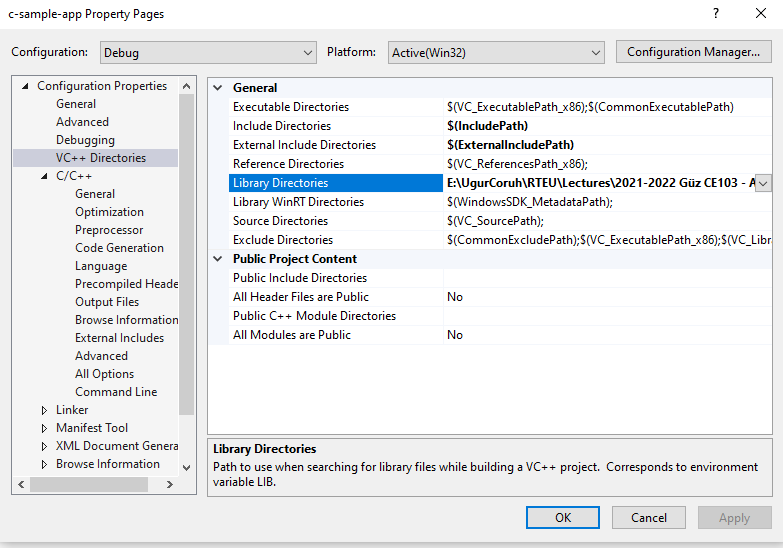 c-sample-app Property Pages
Configuration: Debug Platform: Active(Win32) Configuration Manager...
Configuration Properties
General
Advanced
Debugging
VC++ Directories
C/C++
General
Optimization
Preprocessor
Code Generation
Language
Precompiled Heade
Output Files
Browse Information
External Includes
Advanced
All Options
Command Line
Linker
Manifest Tool
XML Document Genera
Browse Information
General
Executable Directories $(VC_ExecutablePath_x86);$(CommonExecutablePath)
Include Directories $(IncludePath)
External Include Directories $(ExternalIncludePath)
Reference Directories $(VC_ReferencesPath_x86);
Library Directories E:\UgurCoruh\RTEU\Lectures\2021-2022 Güz CE103 - A
Library WinRT Directories $(WindowsSDK_MetadataPath);
Source Directories $(VC_SourcePath);
Exclude Directories $(CommonExcludePath);$(VC_ExecutablePath_x86);$(VC_Libr
Public Project Content
Public Include Directories
All Header Files are Public No
Public C++ Module Directories
All Modules are Public No
Library Directories
Path to use when searching for library files while building a VC++ project. Corresponds to environment
variable LIB.
OK Cancel Apply